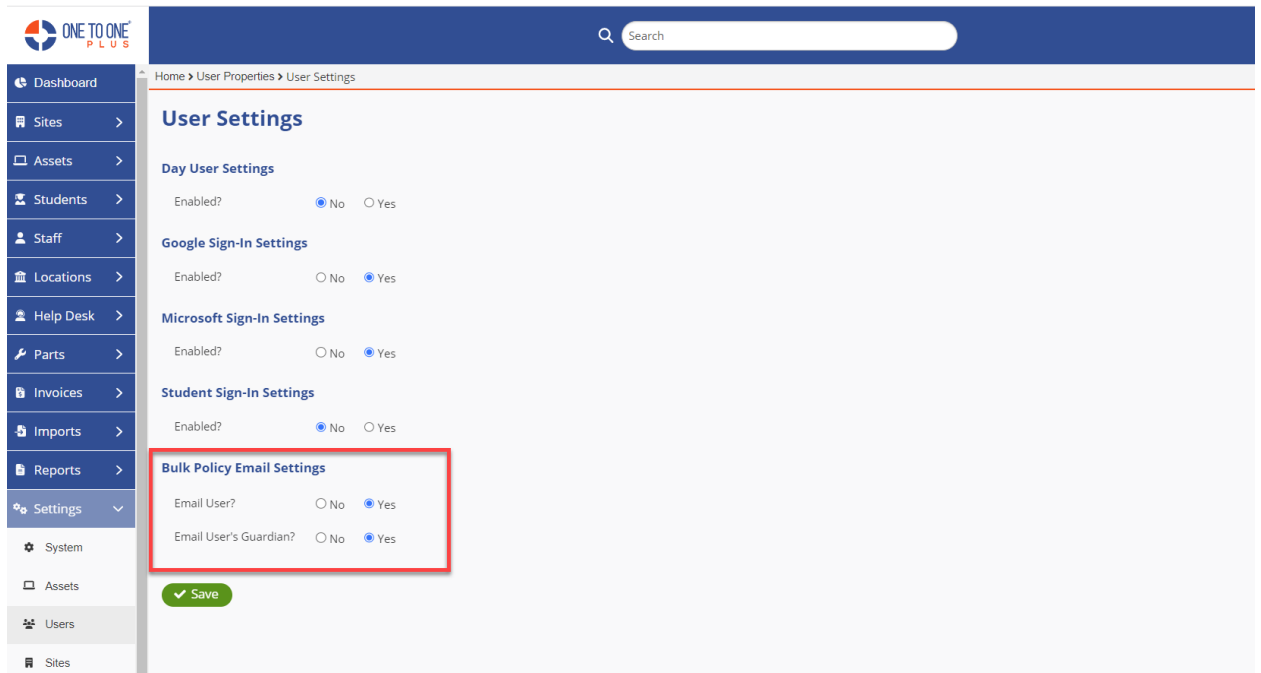 ONE TO ONE
PLUS
Search
Dashboard
Sites
Assets
Students
Staff
Locations
Help Desk
Parts
Invoices
Imports
Reports
Settings
System
Assets
Users
Sites
Home > User Properties > User Settings
User Settings
Day User Settings
Enabled? No Yes
Google Sign-In Settings
Enabled? No Yes
Microsoft Sign-In Settings
Enabled? No Yes
Student Sign-In Settings
Enabled? No Yes
Bulk Policy Email Settings
Email User? No Yes
Email User's Guardian? No Yes
Save